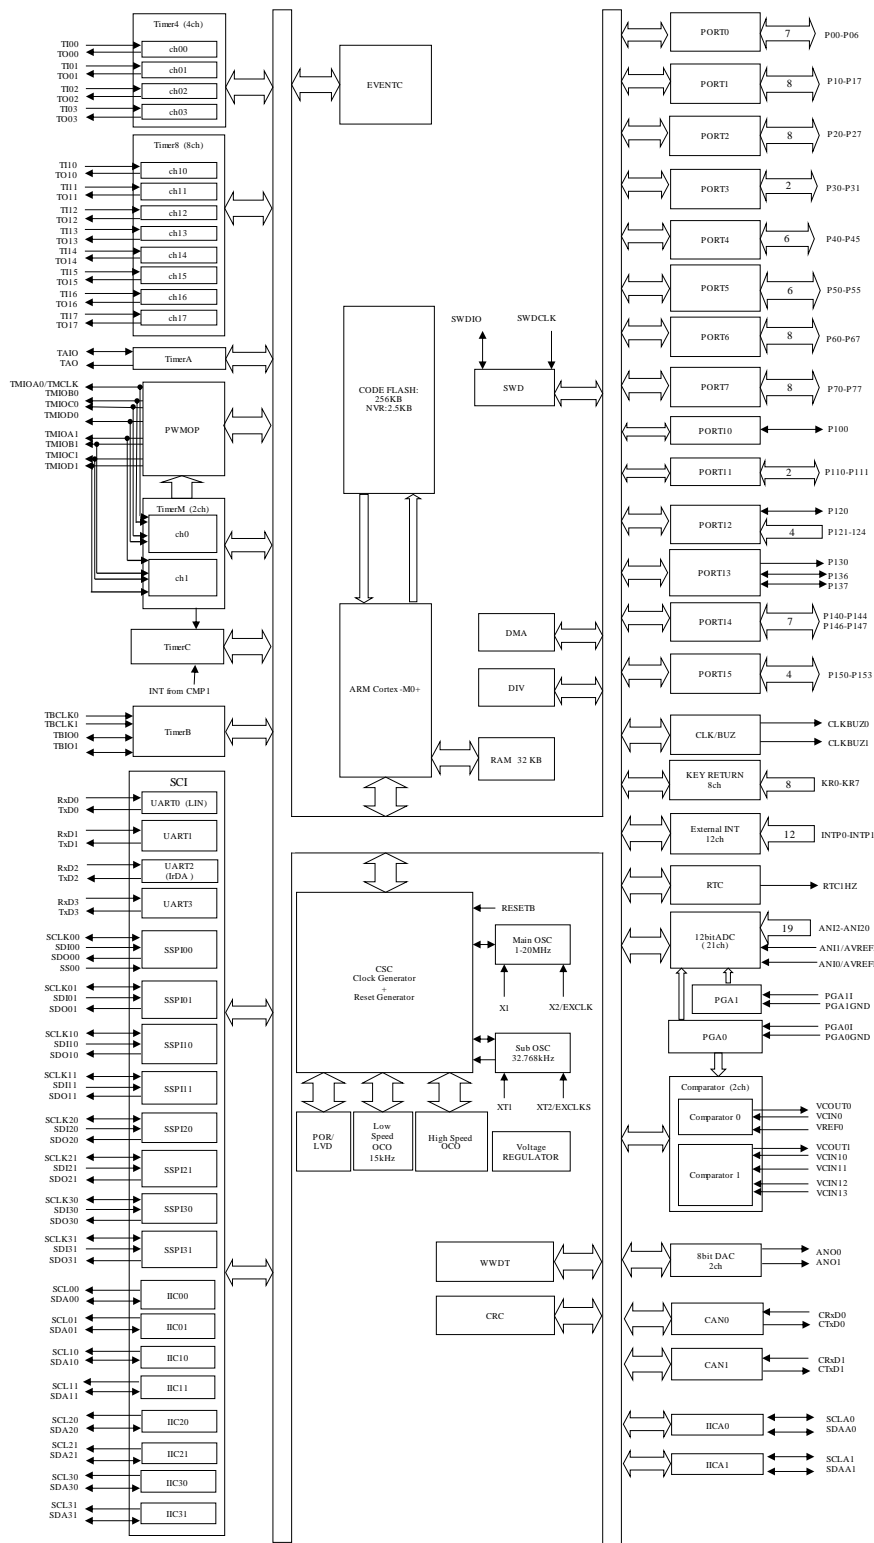 Timer4 (4ch)
TI00
TO00
ch00
TI01
TO01
ch01
TI02
TO02
ch02
TI03
TO03
ch03
Timer8 (8ch)
TI10
TO10
ch10
TI11
TO11
ch11
TI12
TO12
ch12
TI13
TO13
ch13
TI14
TO14
ch14
TI15
TO15
ch15
TI16
TO16
ch16
TI17
TO17
ch17
TAIO
TAO
TimerA
TMIOA0/TMCLK
TMIOB0
TMIOC0
TMIOD0
TMIOA1
TMIOB1
TMIOC1
TMIOD1
PWMOP
TimerM (2ch)
ch0
ch1
TimerC
INT from CMP1
TBCLK0
TBCLK1
TBIO0
TBIO1
TimerB
SCI
RxD0
TxD0
UART0 (LIN)
RxD1
TxD1
UART1
RxD2
TxD2
UART2
(IrDA )
RxD3
TxD3
UART3
SCLK00
SDI00
SDO00
SS00
SSPI00
SCLK01
SDI01
SDO01
SSPI01
SCLK10
SDI10
SDO10
SSPI10
SCLK11
SDI11
SDO11
SSPI11
SCLK20
SDI20
SDO20
SSPI20
SCLK21
SDI21
SDO21
SSPI21
SCLK30
SDI30
SDO30
SSPI30
SCLK31
SDI31
SDO31
SSPI31
SCL00
SDA00
IIC00
SCL01
SDA01
IIC01
SCL10
SDA10
IIC10
SCL11
SDA11
IIC11
SCL20
SDA20
IIC20
SCL21
SDA21
IIC21
SCL30
SDA30
IIC30
SCL31
SDA31
IIC31
EVENTC
CODE FLASH:
256KB
NVR:2.5KB
SWDIO
SWDCLK
SWD
ARM Cortex -M0+
DMA
DIV
RAM 32 KB
CSC
Clock Generator
+
Reset Generator
RESETB
Main OSC
1-20MHz
X1
X2/EXCLK
Sub OSC
32.768kHz
XT1
XT2/EXCLKS
POR/
LVD
Low
Speed
OCO
15kHz
High Speed
OCO
Voltage
REGULATOR
WWDT
CRC
PORT0
7
P00-P06
PORT1
8
P10-P17
PORT2
8
P20-P27
PORT3
2
P30-P31
PORT4
6
P40-P45
PORT5
6
P50-P55
PORT6
8
P60-P67
PORT7
8
P70-P77
PORT10
P100
PORT11
2
P110-P111
PORT12
P120
4
P121-124
PORT13
P130
P136
P137
PORT14
7
P140-P144
P146-P147
PORT15
4
P150-P153
CLK/BUZ
CLKBUZ0
CLKBUZ1
KEY RETURN
8ch
8
KR0-KR7
External INT
12ch
12
INTP0-INTP1
RTC
RTC1HZ
12bitADC
(21ch)
19
ANI2-ANI20
ANI1/AVREF
ANI0/AVREF
PGA1
PGA1I
PGA1GND
PGA0
PGA0I
PGA0GND
Comparator (2ch)
Comparator 0
VCOUT0
VCIN0
VREF0
Comparator 1
VCOUT1
VCIN10
VCIN11
VCIN12
VCIN13
8bit DAC
2ch
ANO0
ANO1
CAN0
CRxD0
CTxD0
CAN1
CRxD1
CTxD1
IICA0
SCLA0
SDAA0
IICA1
SCLA1
SDAA1